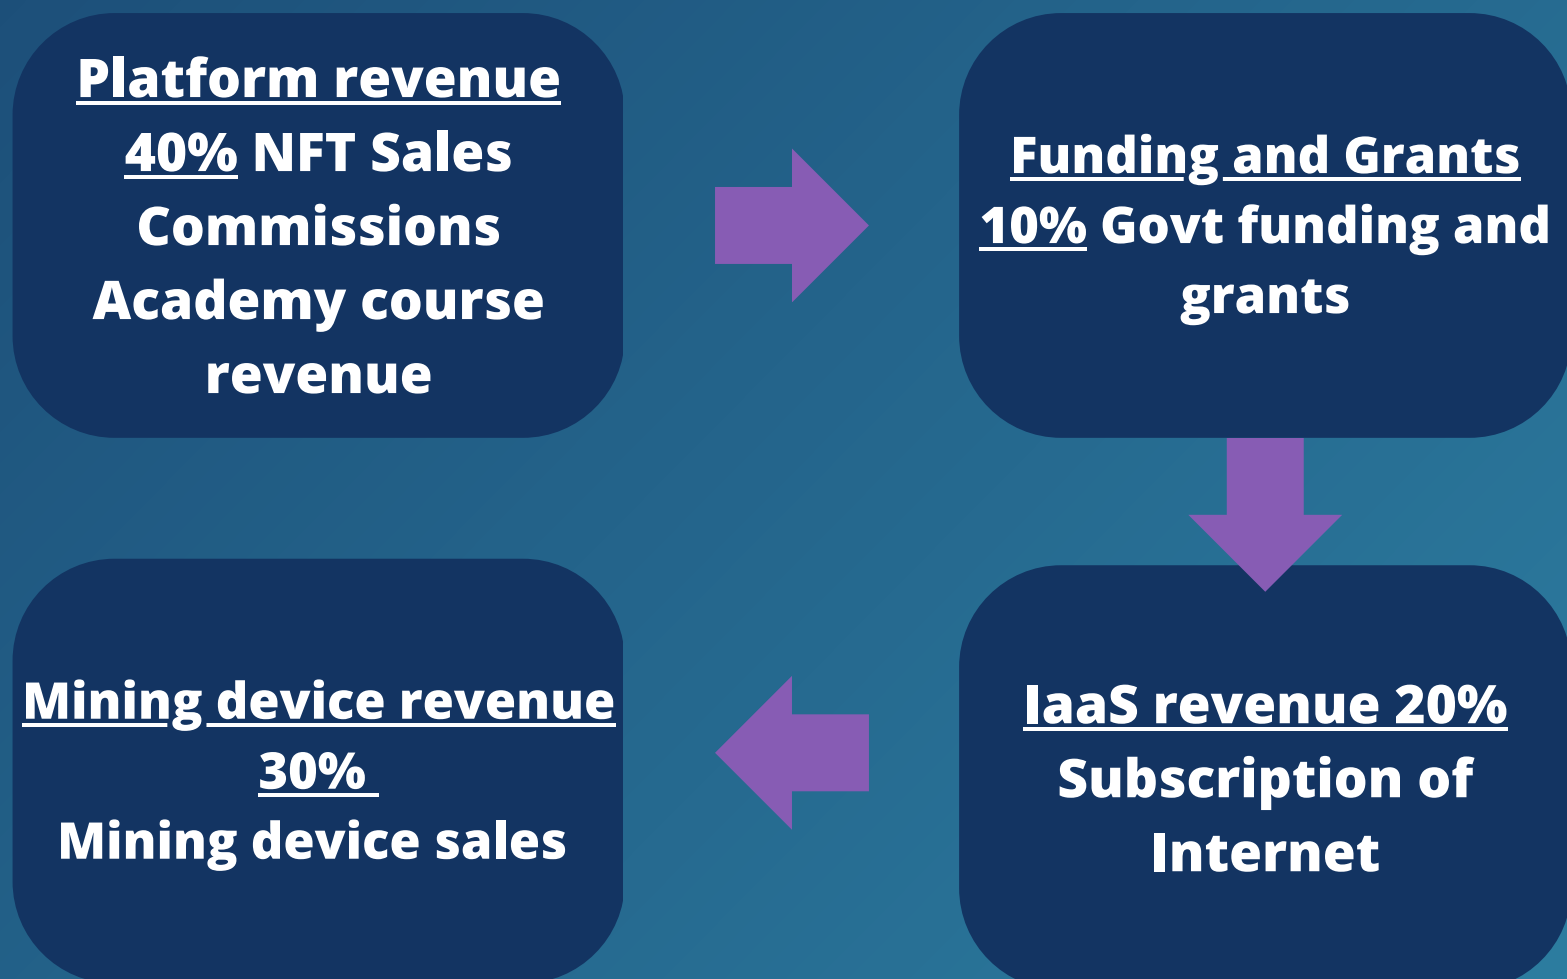 Platform revenue
40% NFT Sales
Commissions
Academy course
revenue
Funding and Grants
10% Govt funding and
grants
IaaS revenue 20%
Subscription of
Internet
Mining device revenue
30%
Mining device sales